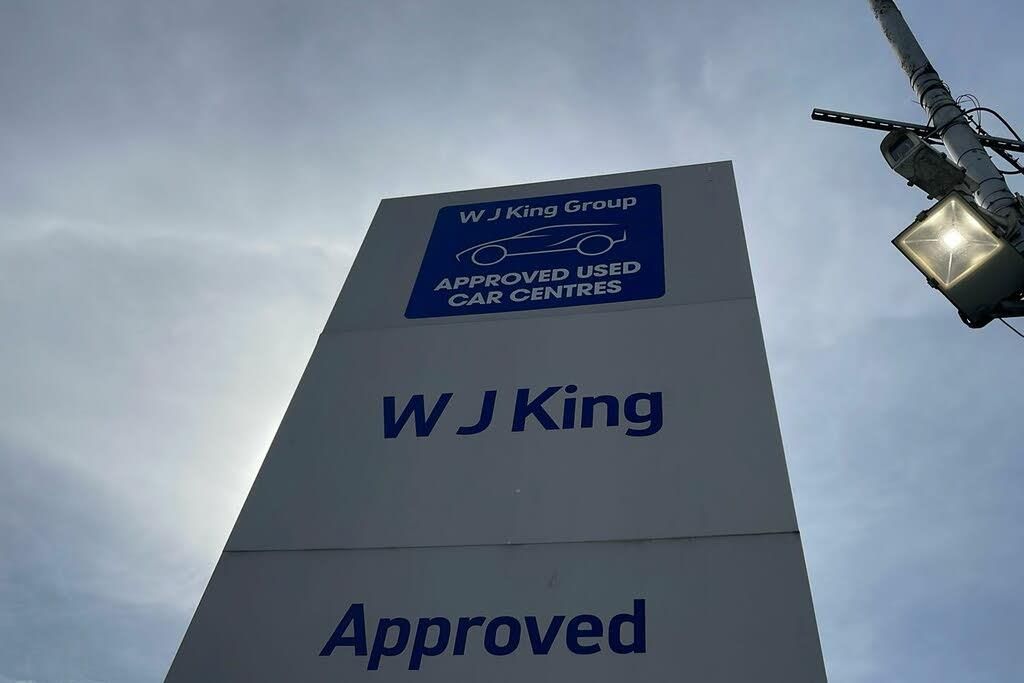 W J King Group
APPROVED USED
CAR CENTRES
W J King
Approved